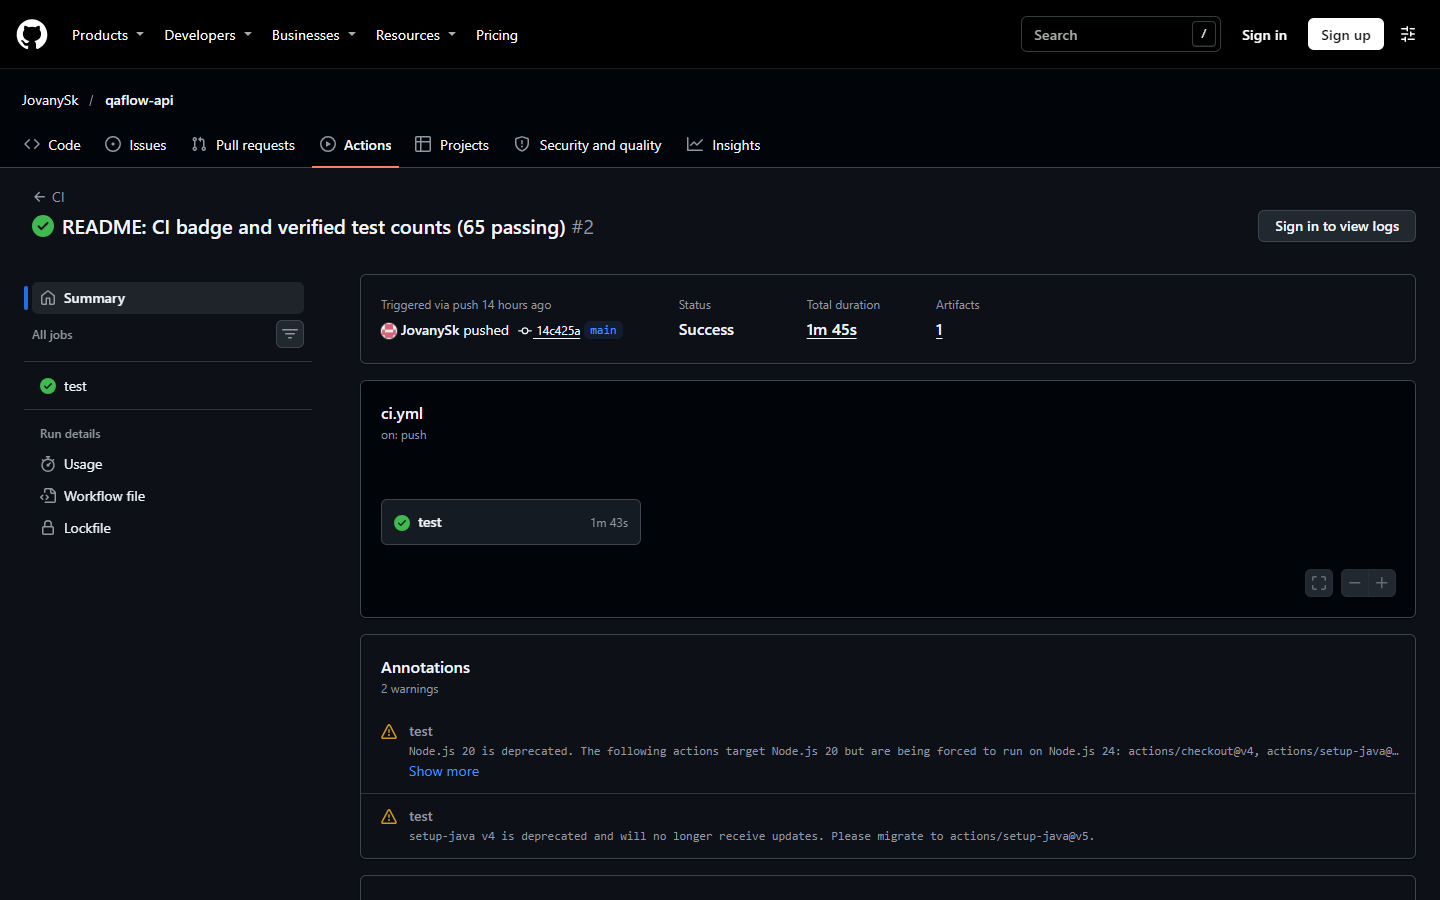 Products Developers Businesses Resources Pricing Search / Sign in Sign up
JovanySk / qaflow-api
Code Issues Pull requests Actions Projects Security and quality Insights
CI
README: CI badge and verified test counts (65 passing) #2
Sign in to view logs
Summary
All jobs
test
Run details
Usage
Workflow file
Lockfile
Triggered via push 14 hours ago
JovanySk pushed 14c425a main
Status
Success
Total duration
1m 45s
Artifacts
1
ci.yml
on: push
test 1m 43s
Annotations
2 warnings
test
Node.js 20 is deprecated. The following actions target Node.js 20 but are being forced to run on Node.js 24: actions/checkout@v4, actions/setup-java@…
Show more
test
setup-java v4 is deprecated and will no longer receive updates. Please migrate to actions/setup-java@v5.